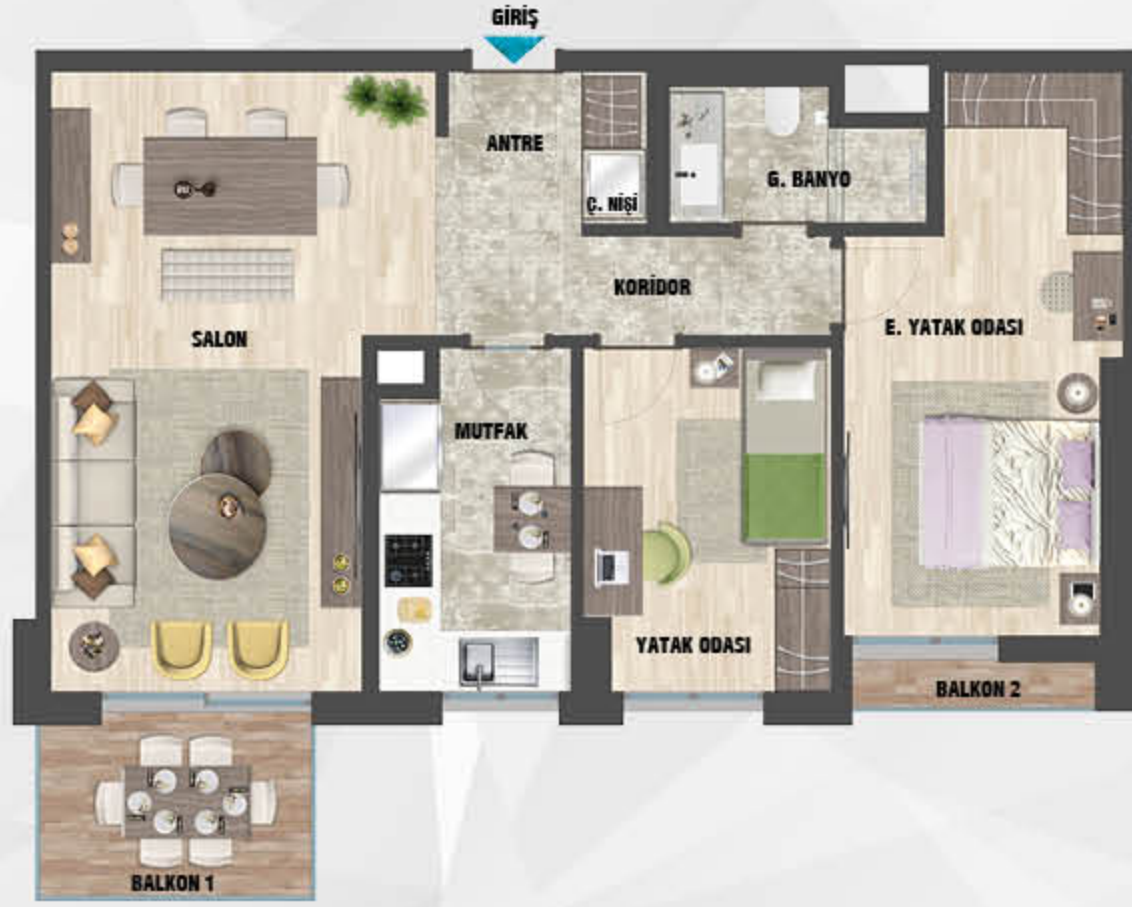 GİRİŞ
ANTRE
Ç. NİŞİ
G. BANYO
KORİDOR
SALON
E. YATAK ODASI
MUTFAK
YATAK ODASI
BALKON 2
BALKON 1